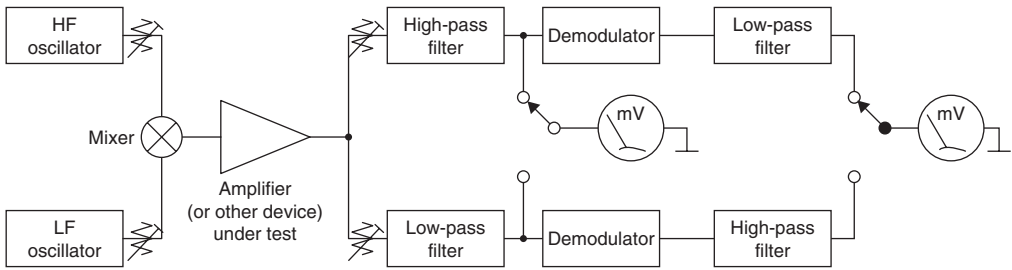 HF
oscillator
High-pass
filter
Demodulator
Low-pass
filter
mV
mV
Mixer
Amplifier
(or other device)
under test
LF
oscillator
Low-pass
filter
Demodulator
High-pass
filter